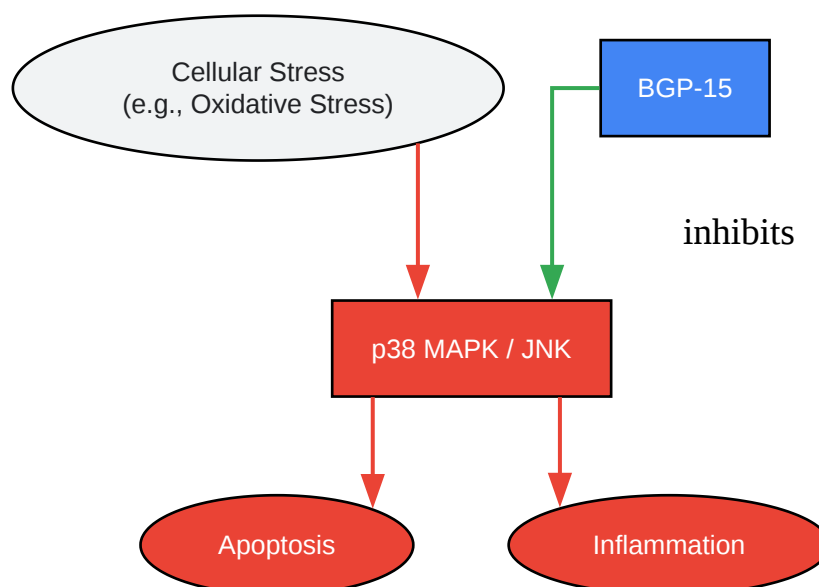 Cellular Stress
(e.g., Oxidative Stress)
BGP-15
inhibits
p38 MAPK / JNK
Apoptosis
Inflammation